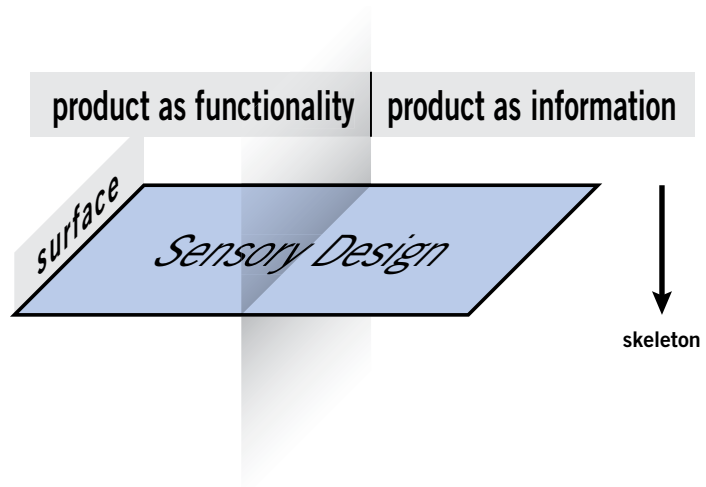 product as functionality
product as information
surface
Sensory Design
skeleton